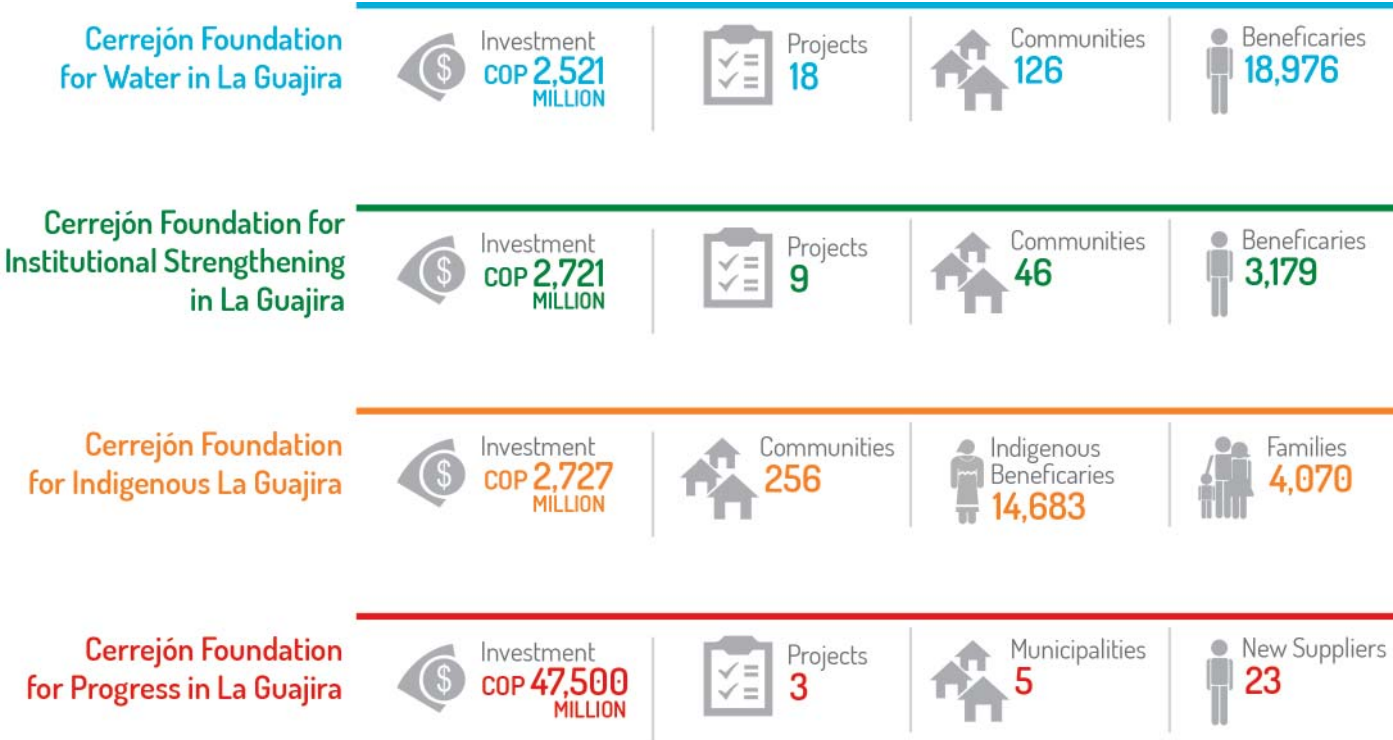 Cerrejón Foundation
for Water in La Guajira
Investment
COP 2,521
MILLION
Projects
18
Communities
126
Beneficaries
18,976
Cerrejón Foundation for
Institutional Strengthening
in La Guajira
Investment
COP 2,721
MILLION
Projects
9
Communities
46
Beneficaries
3,179
Cerrejón Foundation
for Indigenous La Guajira
Investment
COP 2,727
MILLION
Communities
256
Indigenous
Beneficaries
14,683
Families
4,070
Cerrejón Foundation
for Progress in La Guajira
Investment
COP 47,500
MILLION
Projects
3
Municipalities
5
New Suppliers
23